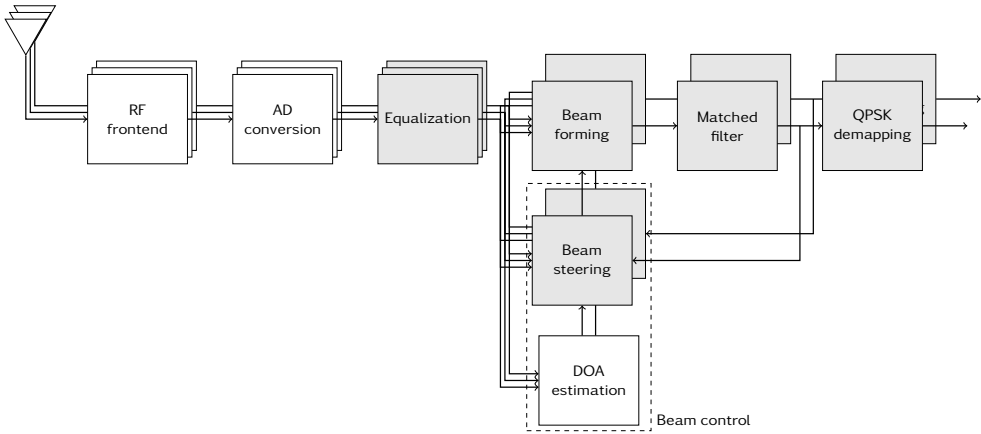 RF
frontend
AD
conversion
Equalization
Beam
forming
Matched
filter
QPSK
demapping
Beam
steering
DOA
estimation
Beam control